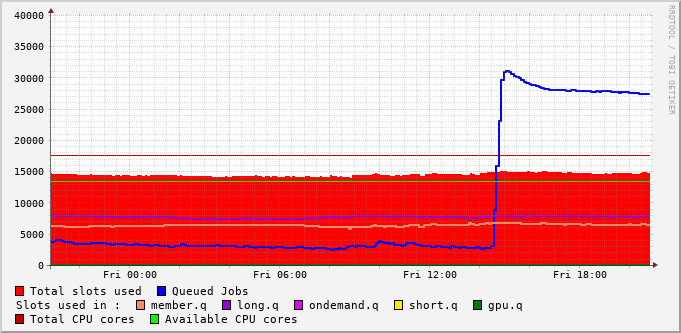 RRDTOOL / TOBI OETIKER
40000
35000
30000
25000
20000
15000
10000
5000
0
Fri 00:00 Fri 06:00 Fri 12:00 Fri 18:00
Total slots used Queued Jobs
Slots used in : member.q long.q ondemand.q short.q gpu.q
Total CPU cores Available CPU cores